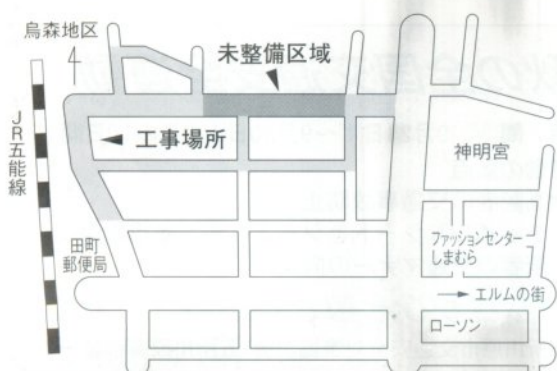 烏森地区
未整備区域
JR五能線
工事場所
神明宮
田町
郵便局
ファッションセンター
しまむら
エルムの街
ローソン